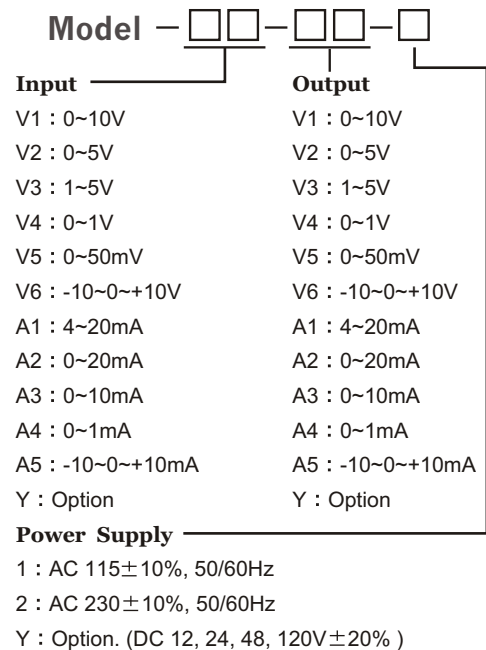 Model －□□－□□－□
Input
V1：0~10V
V2：0~5V
V3：1~5V
V4：0~1V
V5：0~50mV
V6：-10~0~+10V
A1：4~20mA
A2：0~20mA
A3：0~10mA
A4：0~1mA
A5：-10~0~+10mA
Y：Option
Output
V1：0~10V
V2：0~5V
V3：1~5V
V4：0~1V
V5：0~50mV
V6：-10~0~+10V
A1：4~20mA
A2：0~20mA
A3：0~10mA
A4：0~1mA
A5：-10~0~+10mA
Y：Option
Power Supply
1：AC 115±10%, 50/60Hz
2：AC 230±10%, 50/60Hz
Y：Option. (DC 12, 24, 48, 120V±20% )